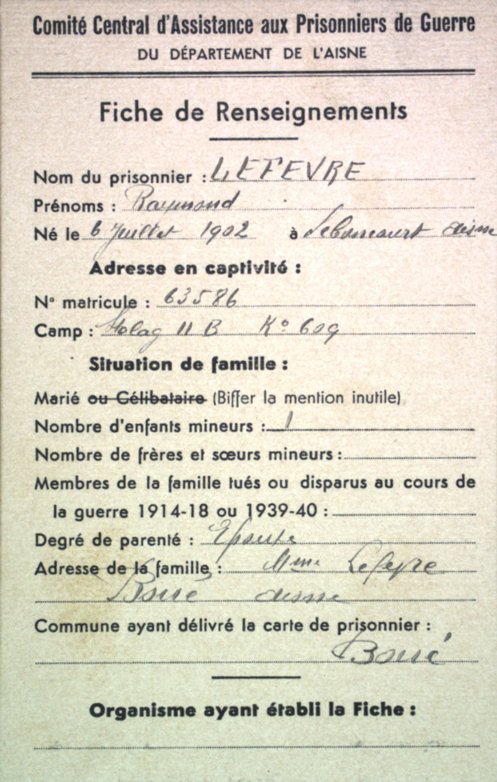 Comité Central d'Assistance aux Prisonniers de Guerre
DU DÉPARTEMENT DE L'AISNE
Fiche de Renseignements
Nom du prisonnier : LEFEVRE
Prénoms : Raymond
Né le 6 juillet 1902 à aisne
Adresse en captivité :
N° matricule : 63586
Camp : Stalag II B K° 609
Situation de famille :
Marié ou Célibataire (Biffer la mention inutile)
Nombre d'enfants mineurs : 1
Nombre de frères et sœurs mineurs :
Membres de la famille tués ou disparus au cours de
la guerre 1914-18 ou 1939-40 :
Degré de parenté : Epouse
Adresse de la famille : Mme Lefevre
aisne
Commune ayant délivré la carte de prisonnier :
Organisme ayant établi la Fiche :